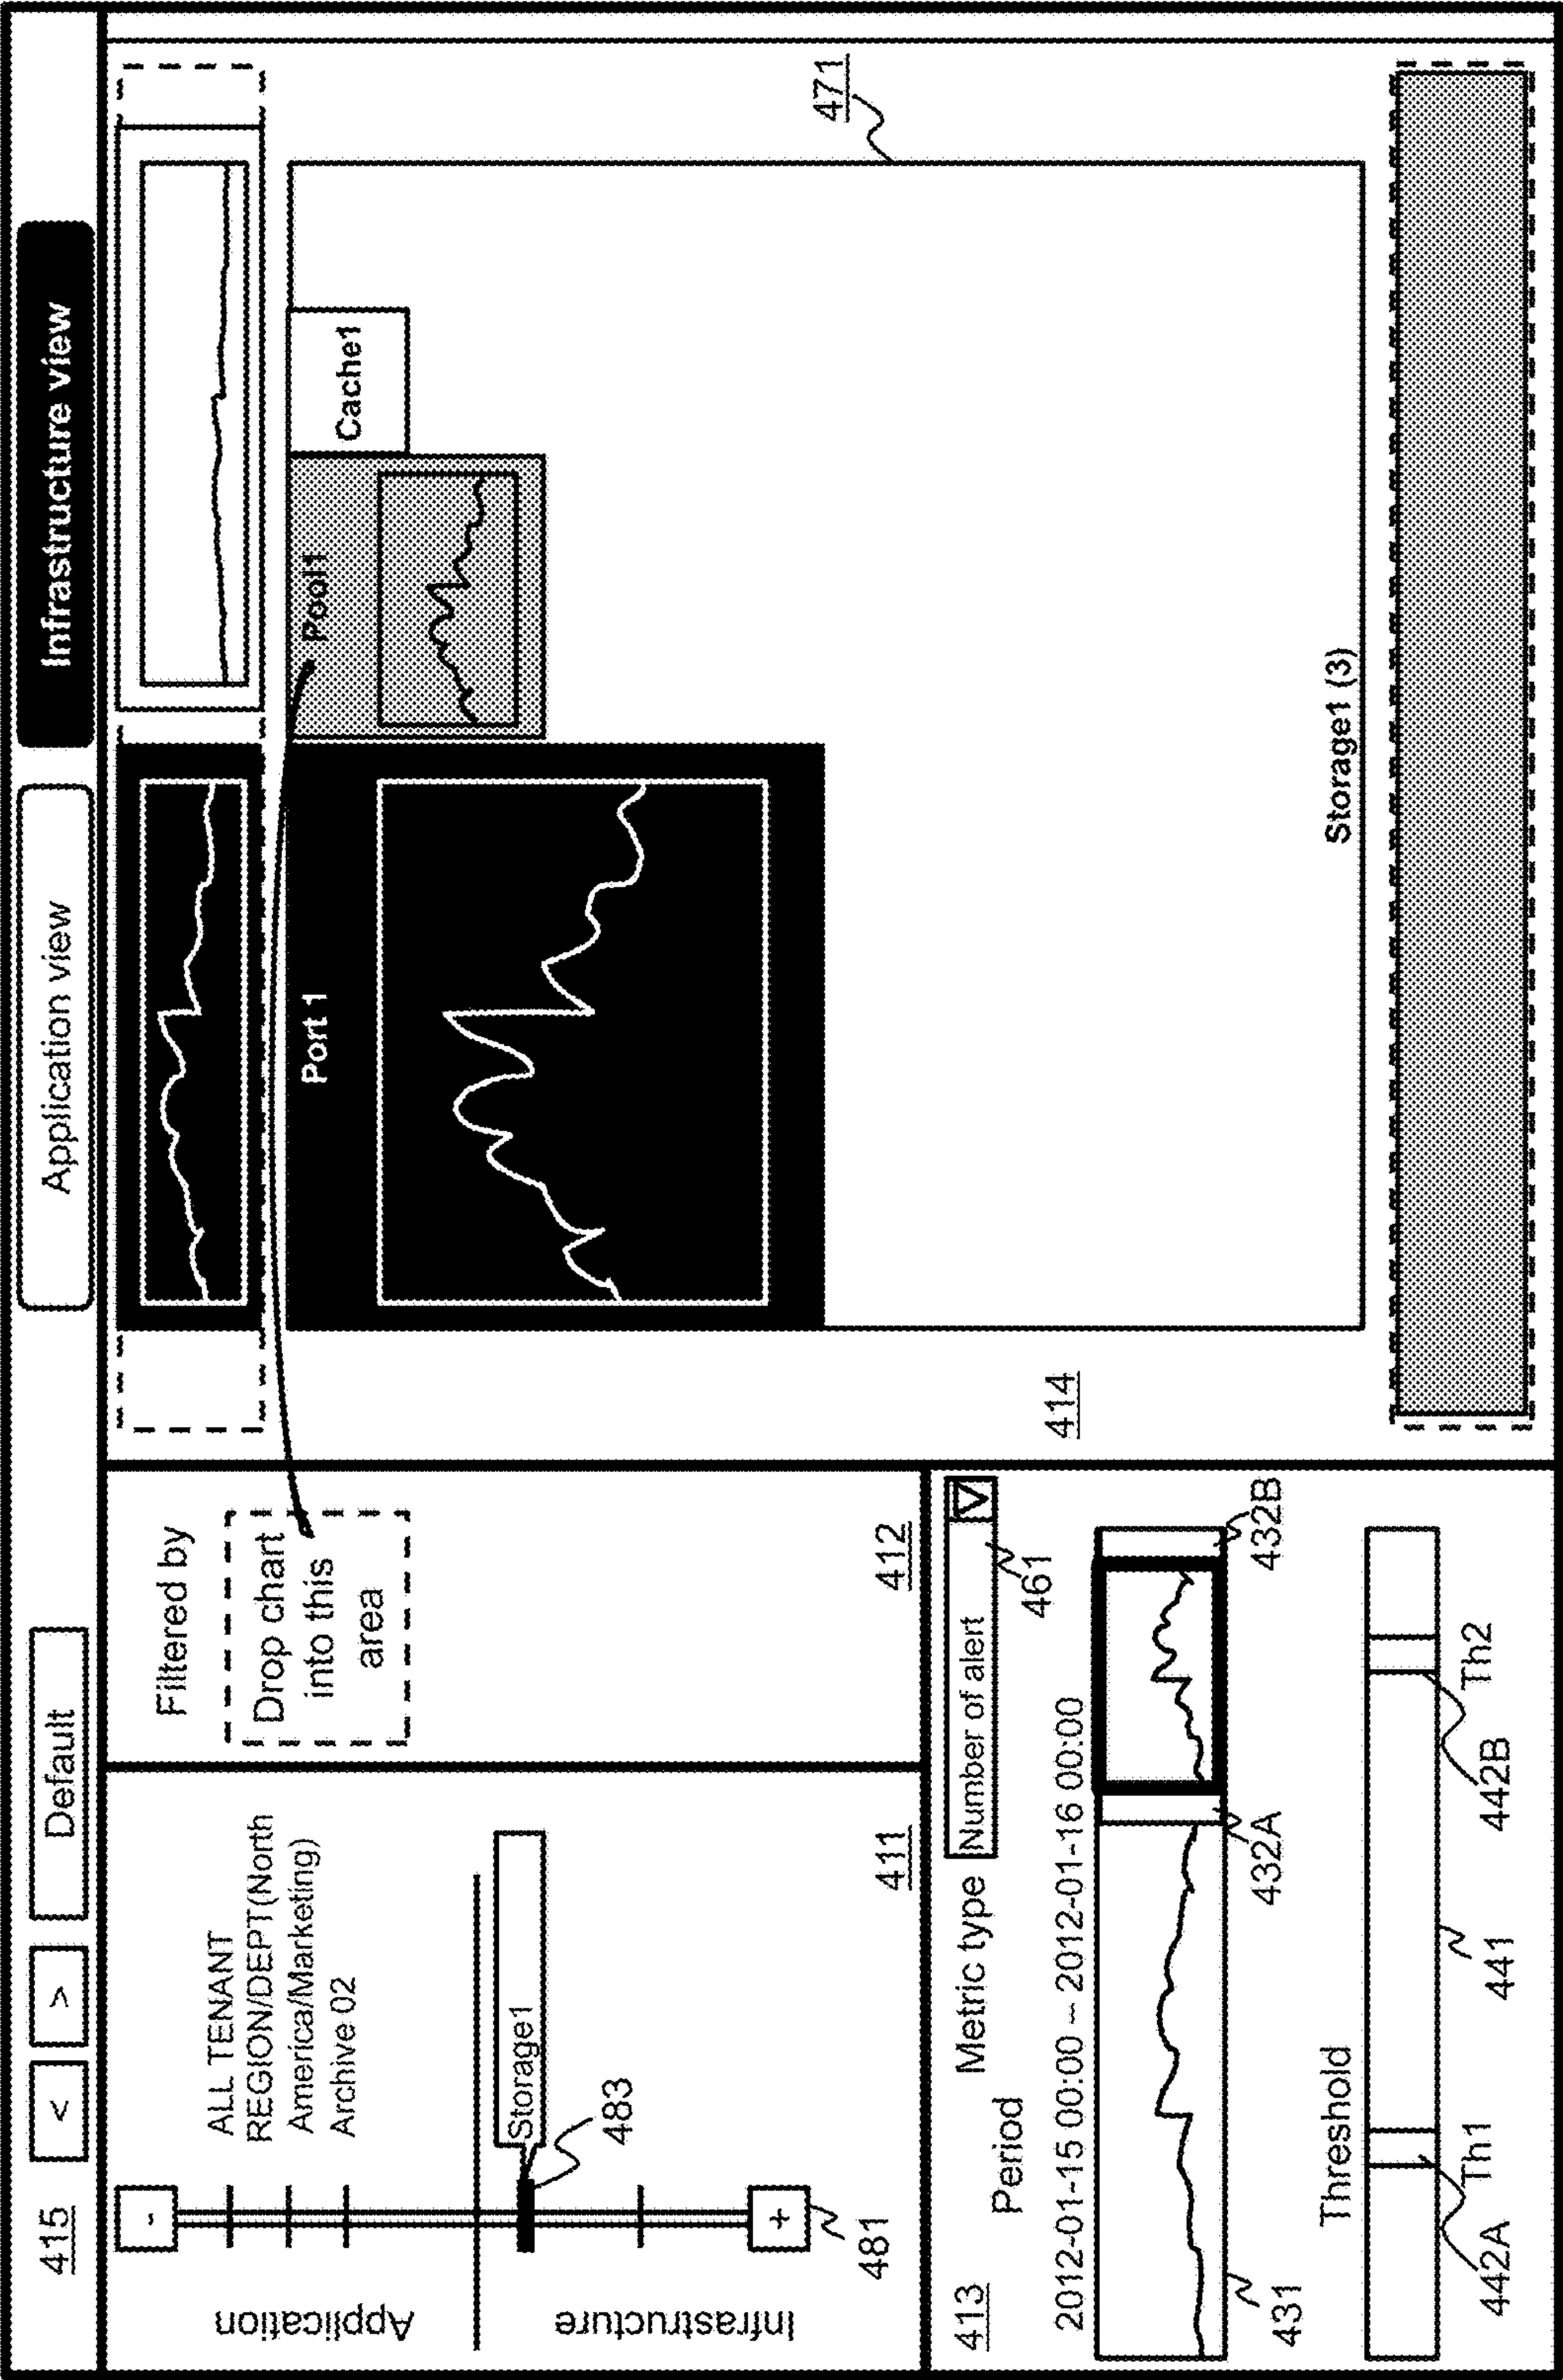 415
<
>
Default
Application view
Infrastructure view
Application
Infrastructure
-
+
481
ALL TENANT
REGION/DEPT(North
America/Marketing)
Archive 02
Storage1
483
411
Filtered by
Drop chart
into this
area
412
413
Metric type
Number of alert
461
Period
2012-01-15 00:00 – 2012-01-16 00:00
431
432A
432B
Threshold
442A
Th1
441
442B
Th2
Port 1
Pool1
Cache1
471
Storage1 (3)
414